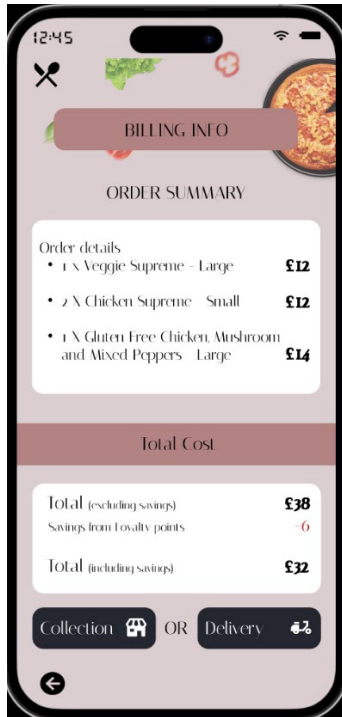 12:45
BILLING INFO
ORDER SUMMARY
Order details
• 1 x Veggie Supreme - Large £12
• 2 X Chicken Supreme - Small £12
• 1 X Gluten Free Chicken, Mushroom
and Mixed Peppers - Large £14
Total Cost
Total (excluding savings) £38
Savings from Loyalty points -6
Total (including savings) £32
Collection OR Delivery